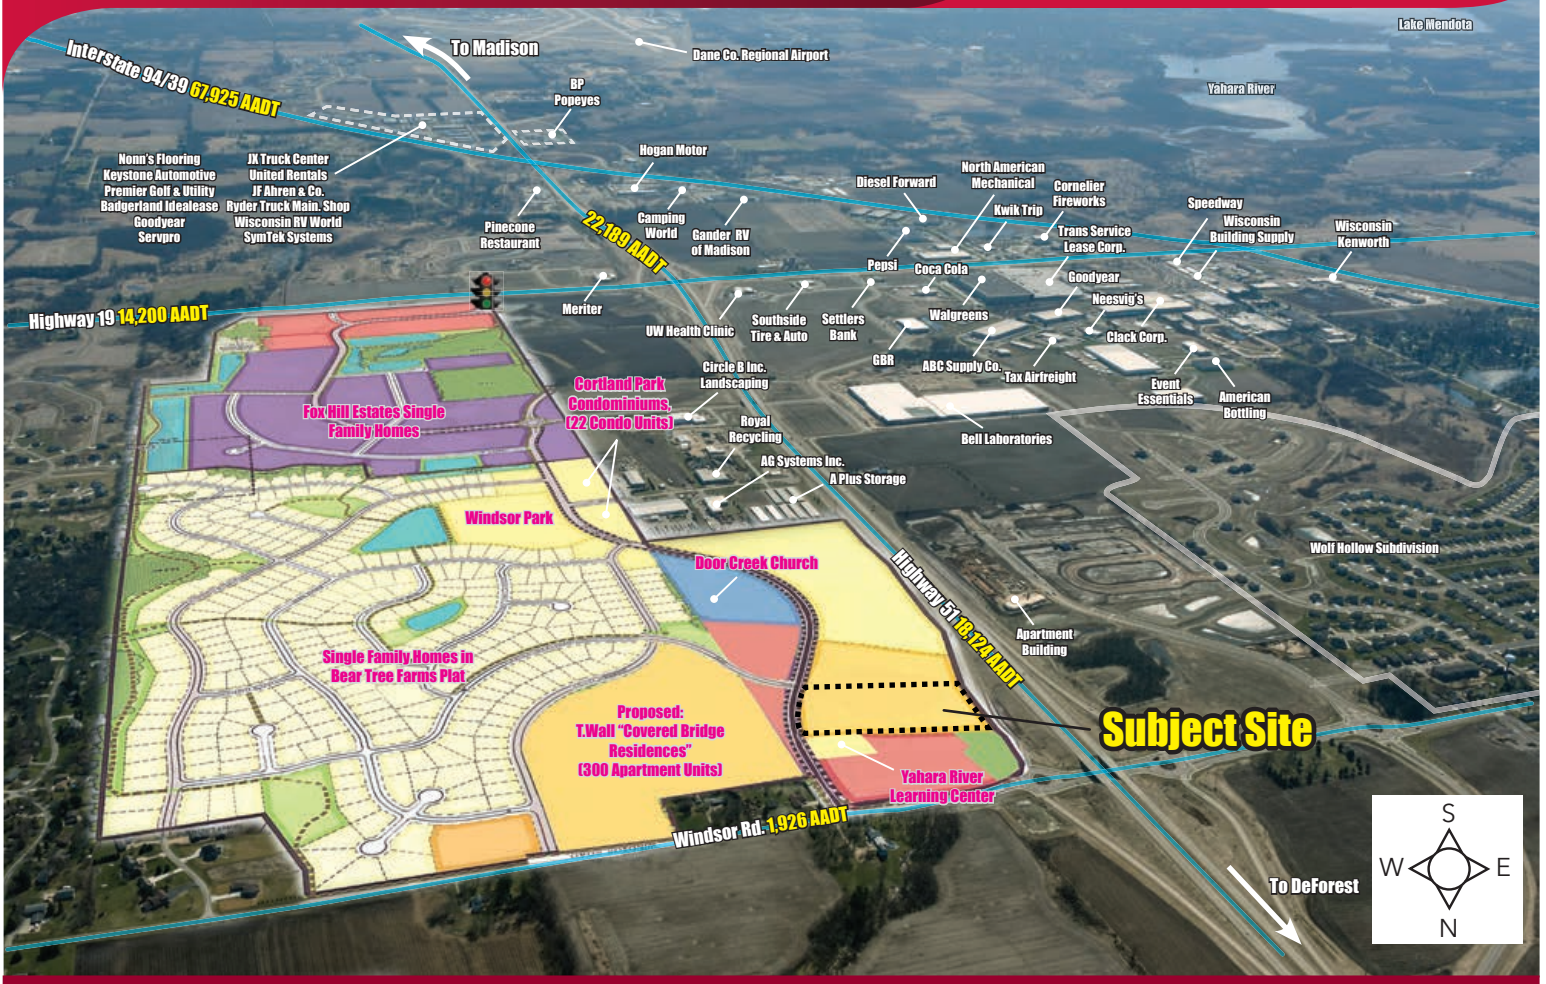 Lake Mendota
To Madison
Dane Co. Regional Airport
Interstate 94/39 67,925 AADT
BP
Popeyes
Yahara River
Nonn's Flooring
Keystone Automotive
Premier Golf & Utility
Badgerland Idealease
Goodyear
Servpro
JX Truck Center
United Rentals
JF Ahren & Co.
Ryder Truck Main. Shop
Wisconsin RV World
SymTek Systems
Hogan Motor
Pinecone
Restaurant
Camping
World
Gander RV
of Madison
22,189 AADT
Diesel Forward
North American
Mechanical
Kwik Trip
Cornelier
Fireworks
Trans Service
Lease Corp.
Speedway
Wisconsin
Building Supply
Wisconsin
Kenworth
Pepsi
Coca Cola
Goodyear
Neesvig's
Highway 19 14,200 AADT
Meriter
UW Health Clinic
Southside
Tire & Auto
Settlers
Bank
Walgreens
Clack Corp.
GBR
ABC Supply Co.
Tax Airfreight
Event
Essentials
American
Bottling
Circle B Inc.
Landscaping
Cortland Park
Condominiums,
(22 Condo Units)
Fox Hill Estates Single
Family Homes
Royal
Recycling
Bell Laboratories
AG Systems Inc.
A Plus Storage
Windsor Park
Door Creek Church
Wolf Hollow Subdivision
Highway 51 18,124 AADT
Apartment
Building
Single Family Homes in
Bear Tree Farms Plat
Proposed:
T.Wall “Covered Bridge
Residences”
(300 Apartment Units)
Subject Site
Yahara River
Learning Center
Windsor Rd. 1,926 AADT
To DeForest
S
W
E
N